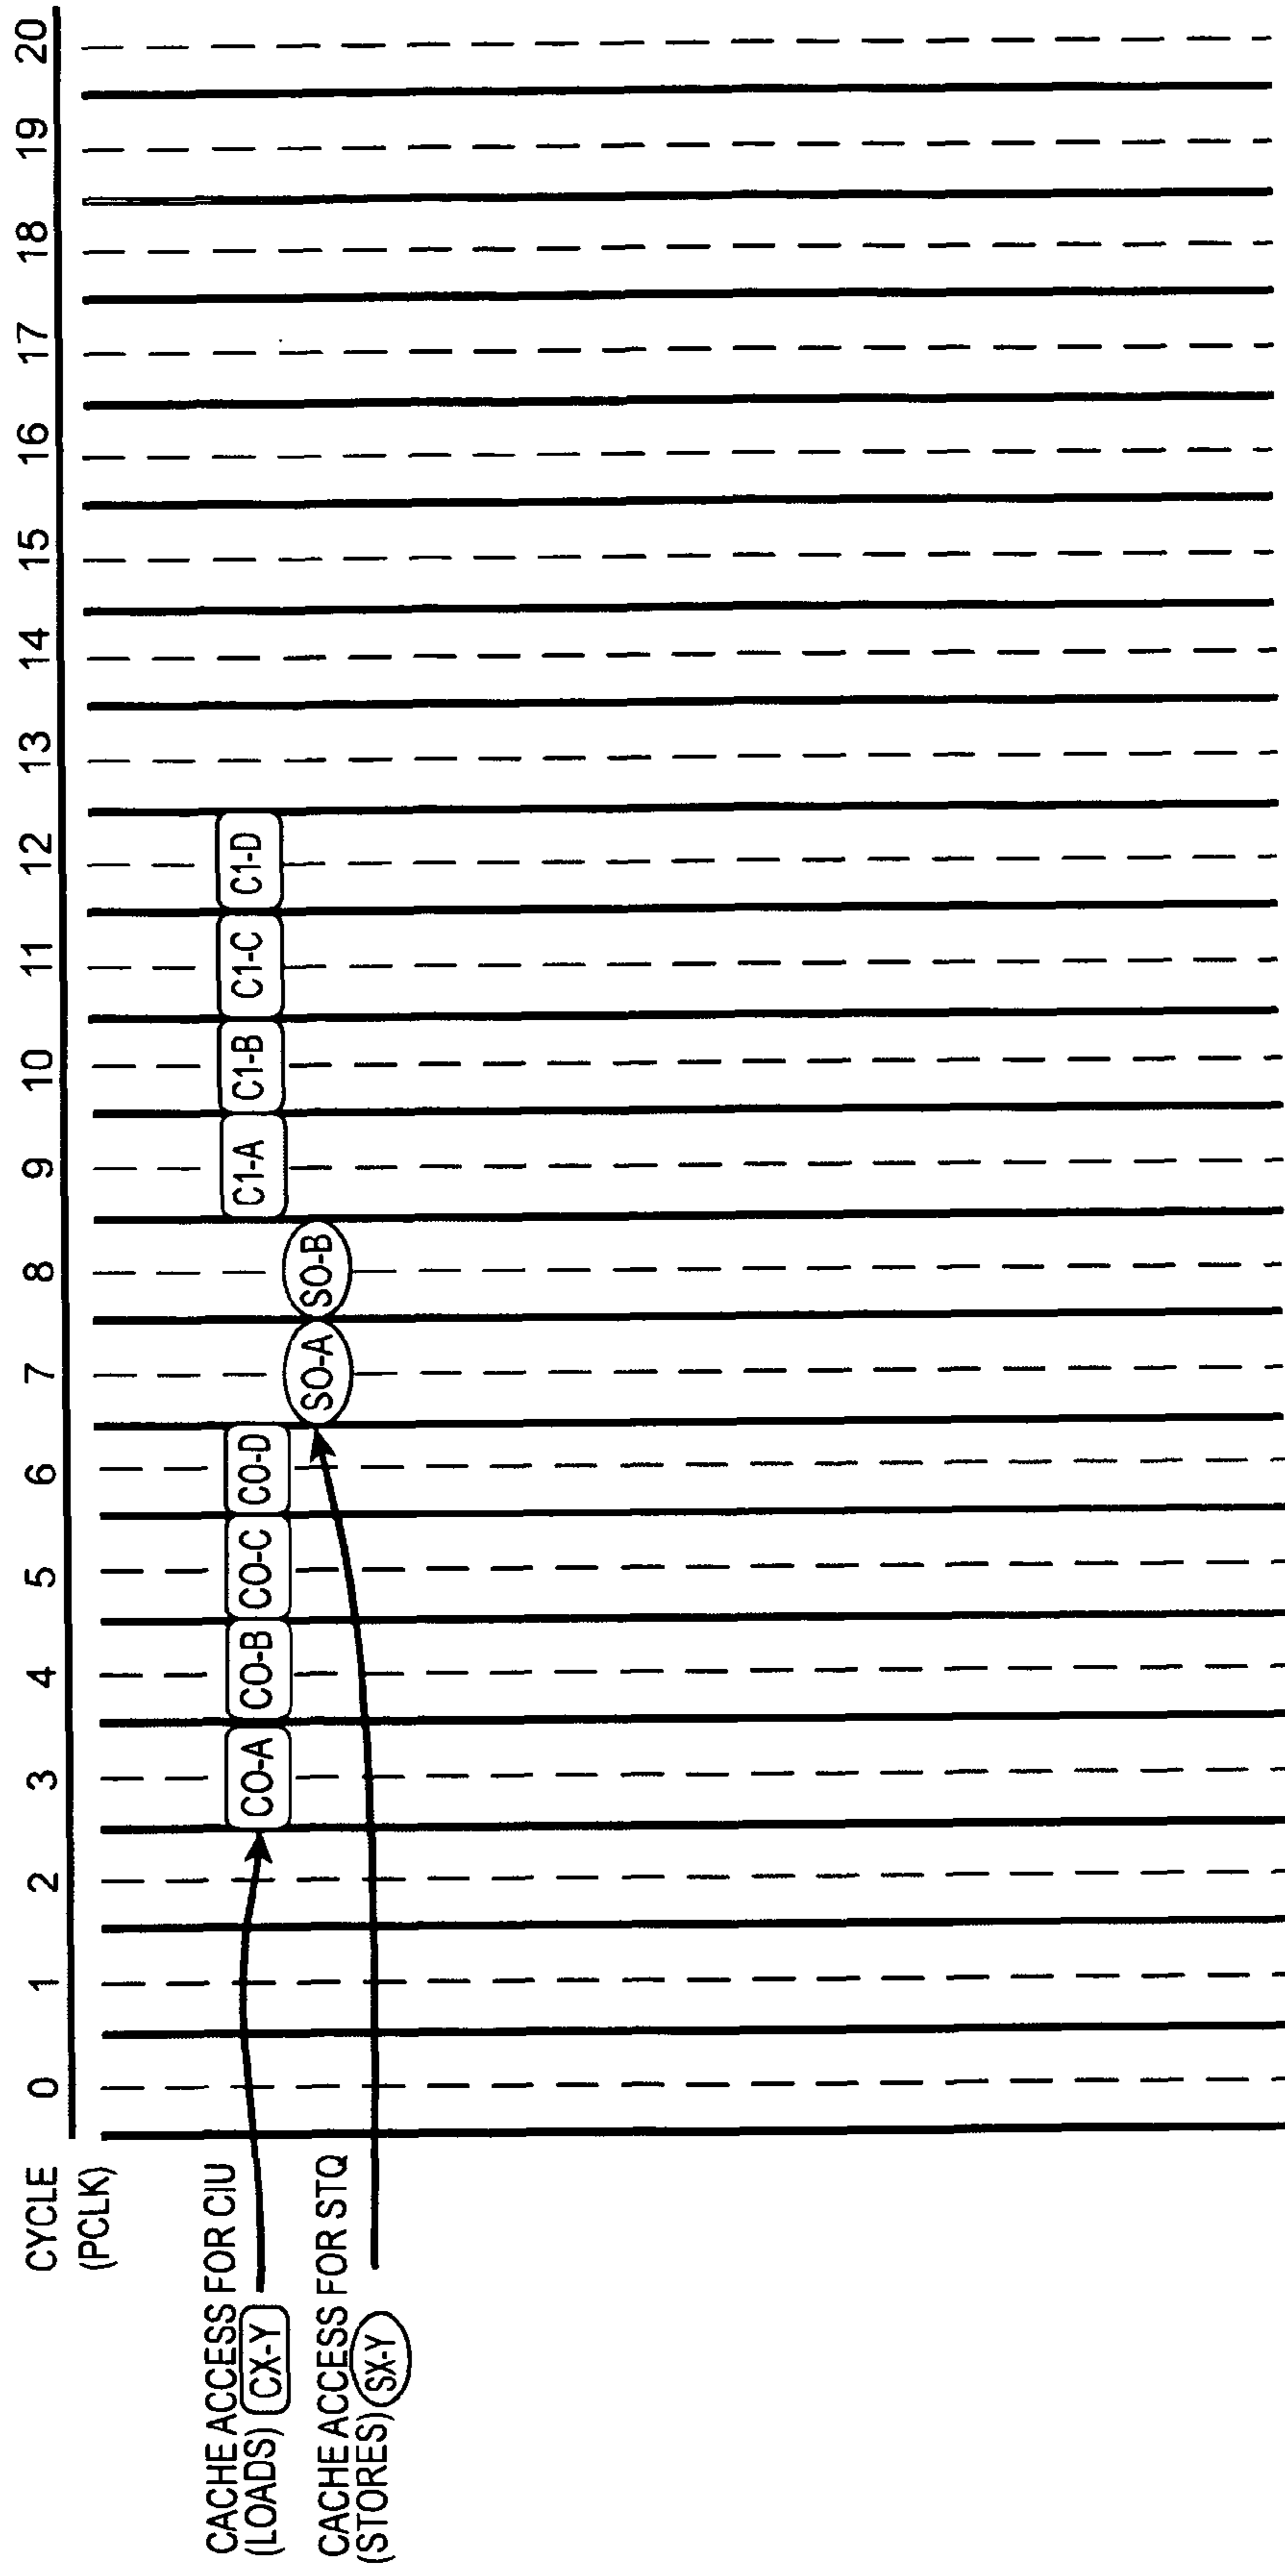 CYCLE 0 1 2 3 4 5 6 7 8 9 10 11 12 13 14 15 16 17 18 19 20
(PCLK)
CACHE ACCESS FOR CIU
(LOADS) CX-Y
CO-A CO-B CO-C CO-D C1-A C1-B C1-C C1-D
CACHE ACCESS FOR STQ
(STORES) SX-Y
SO-A SO-B